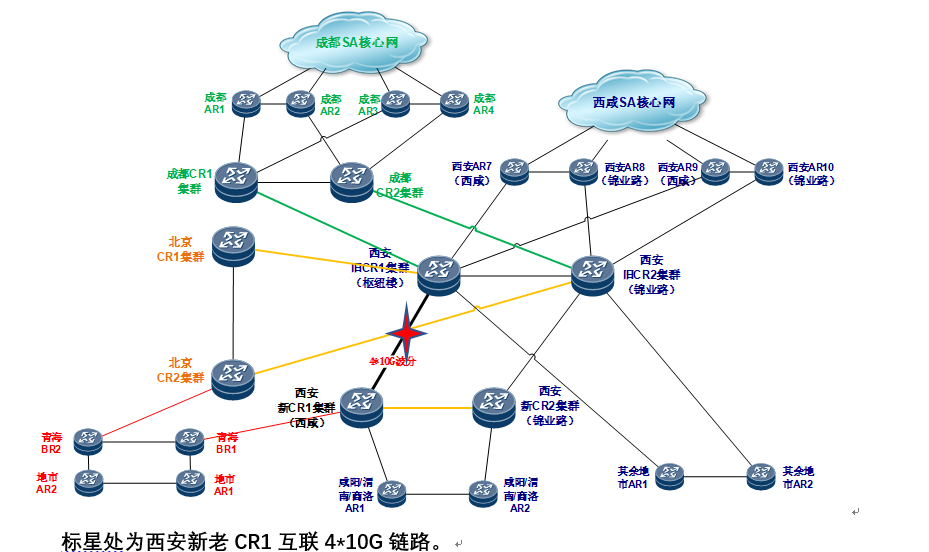 成都SA核心网
西咸SA核心网
成都
AR1
成都
AR2
成都
AR3
成都
AR4
西安AR7
（西咸）
西安AR8
（锦业路）
西安AR9
（西咸）
西安AR10
（锦业路）
成都CR1
集群
成都
CR2集群
北京
CR1集群
西安
旧CR1集群
（枢纽楼）
西安
旧CR2集群
（锦业路）
4*10G波分
北京
CR2集群
西安
新CR1集群
（西咸）
西安
新CR2集群
（锦业路）
青海
BR2
青海
BR1
地市
AR2
地市
AR1
咸阳/渭
南/商洛
AR1
咸阳/渭
南/商洛
AR2
其余地
市AR1
其余地
市AR2
标星处为西安新老 CR1 互联 4*10G 链路。